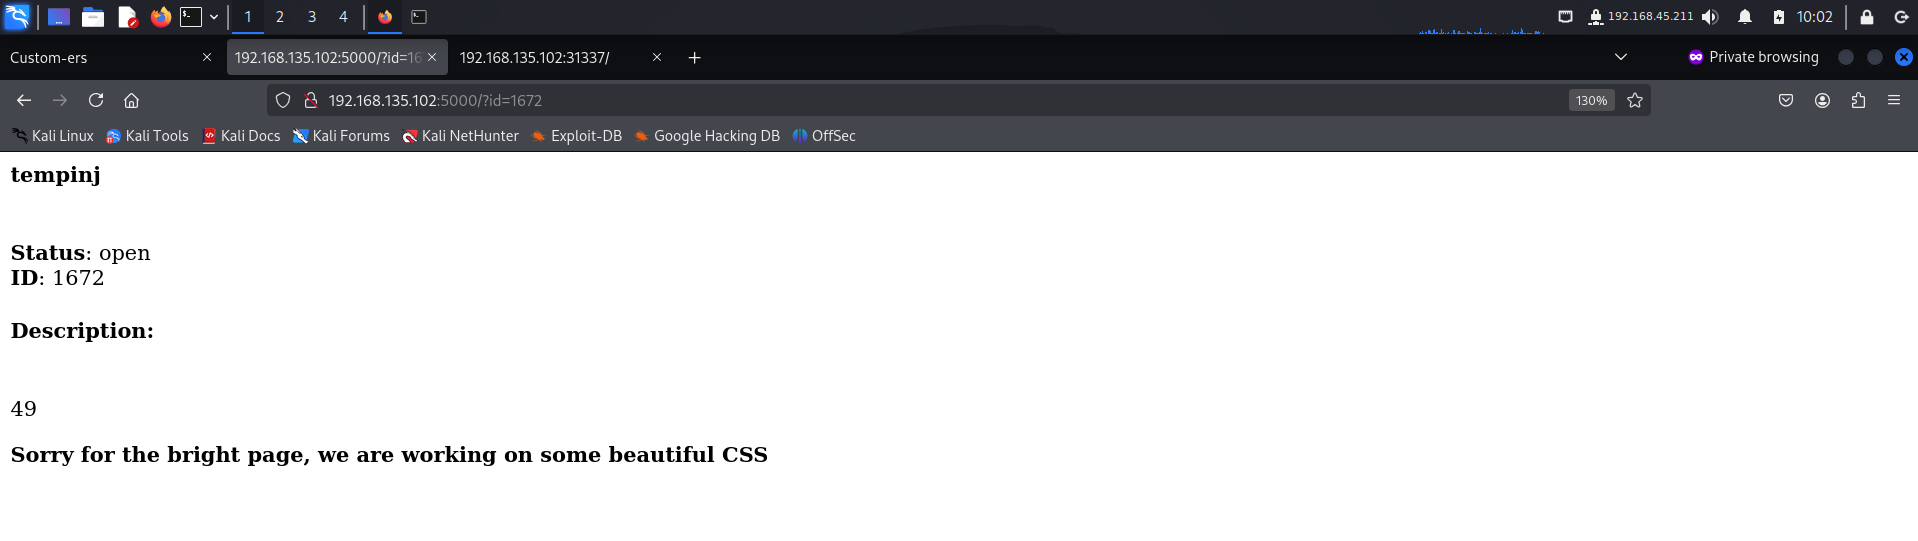 1 2 3 4 192.168.45.211 10:02
Custom-ers 192.168.135.102:5000/?id=16 192.168.135.102:31337/ Private browsing
192.168.135.102:5000/?id=1672 130%
Kali Linux Kali Tools Kali Docs Kali Forums Kali NetHunter Exploit-DB Google Hacking DB OffSec
tempinj
Status: open
ID: 1672
Description:
49
Sorry for the bright page, we are working on some beautiful CSS